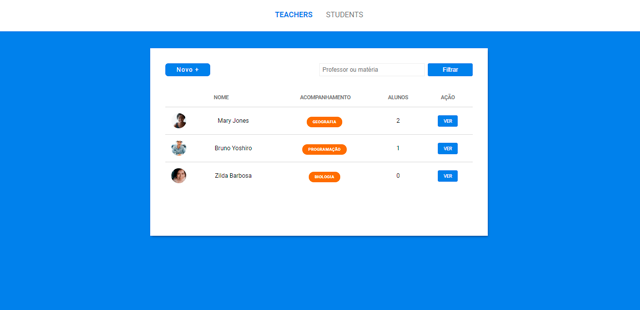 TEACHERS STUDENTS
Novo + Professor ou matéria Filtrar
NOME ACOMPANHAMENTO ALUNOS AÇÃO
Mary Jones GEOGRAFIA 2 VER
Bruno Yoshiro PROGRAMAÇÃO 1 VER
Zilda Barbosa BIOLOGIA 0 VER